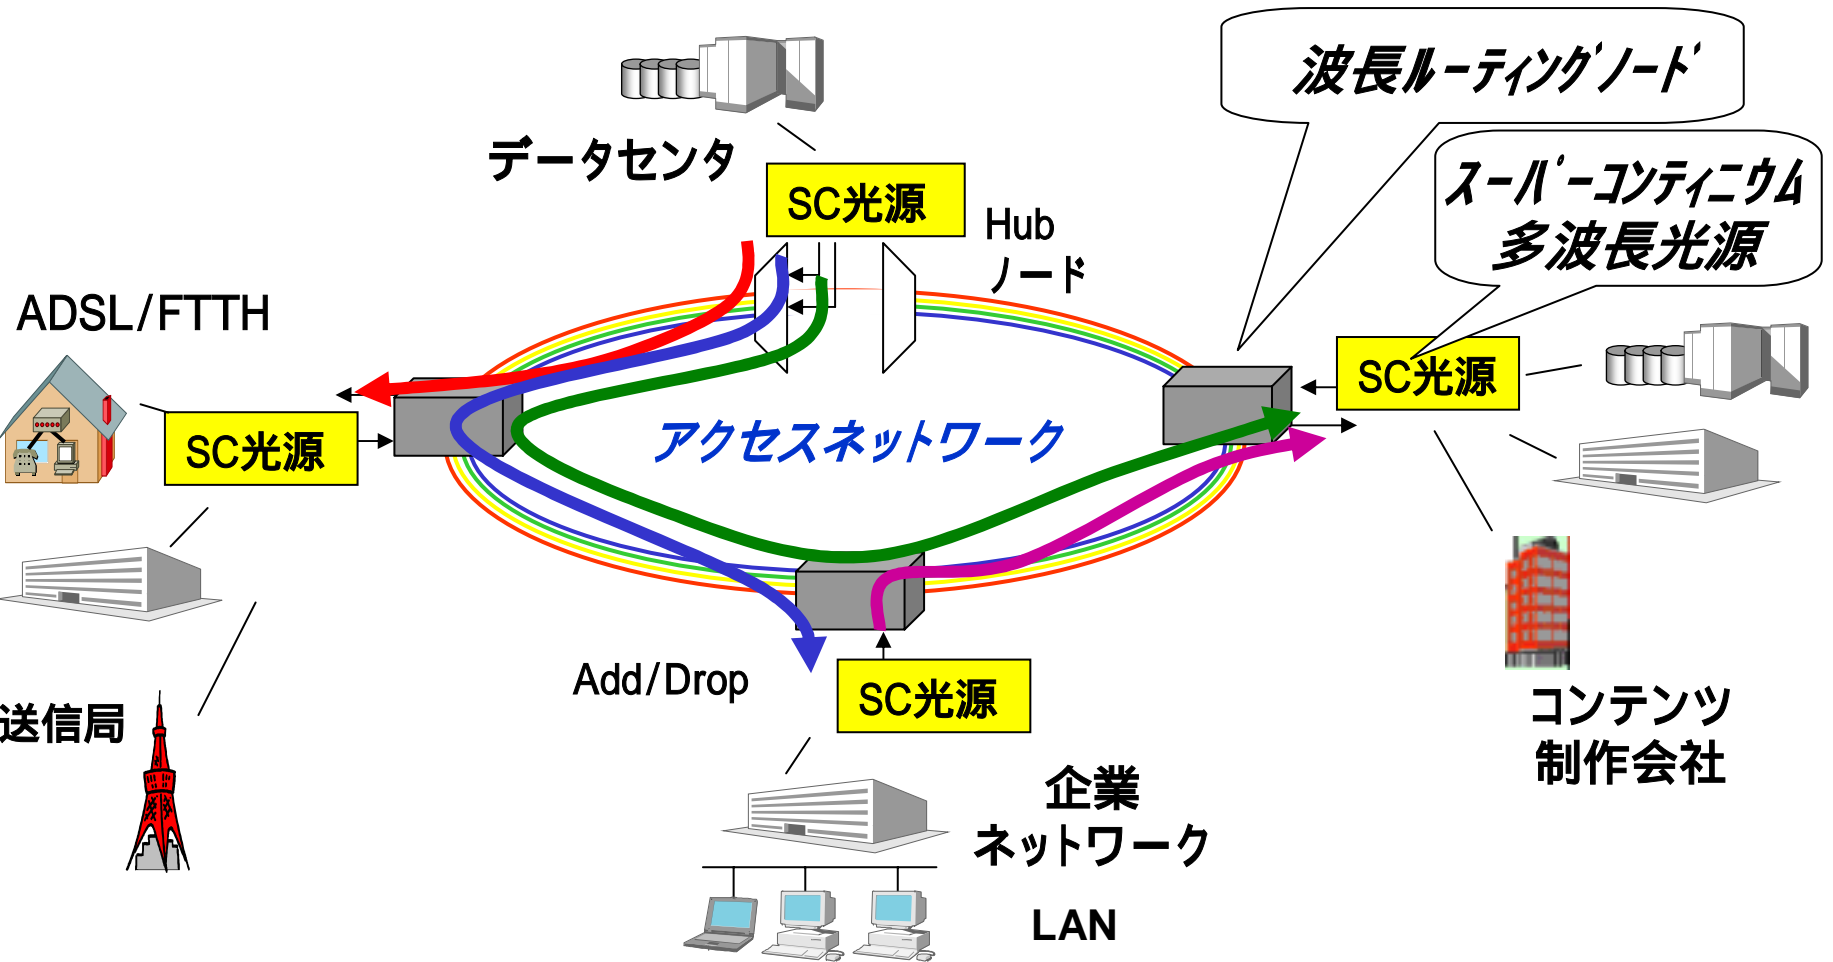 波長ルーティングノード
スーパーコンティニウム
多波長光源
データセンタ
SC光源
Hub
ノード
ADSL/FTTH
SC光源
アクセスネットワーク
SC光源
Add/Drop
SC光源
送信局
コンテンツ
制作会社
企業
ネットワーク
LAN